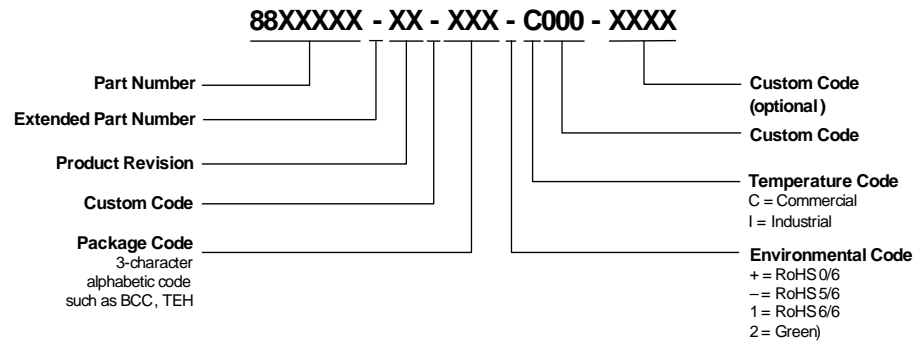 88XXXXX - XX - XXX - C000 - XXXX
Part Number
Extended Part Number
Product Revision
Custom Code
Package Code
3-character
alphabetic code
such as BCC, TEH
Custom Code
(optional)
Custom Code
Temperature Code
C = Commercial
I = Industrial
Environmental Code
+ = RoHS 0/6
– = RoHS 5/6
1 = RoHS 6/6
2 = Green)